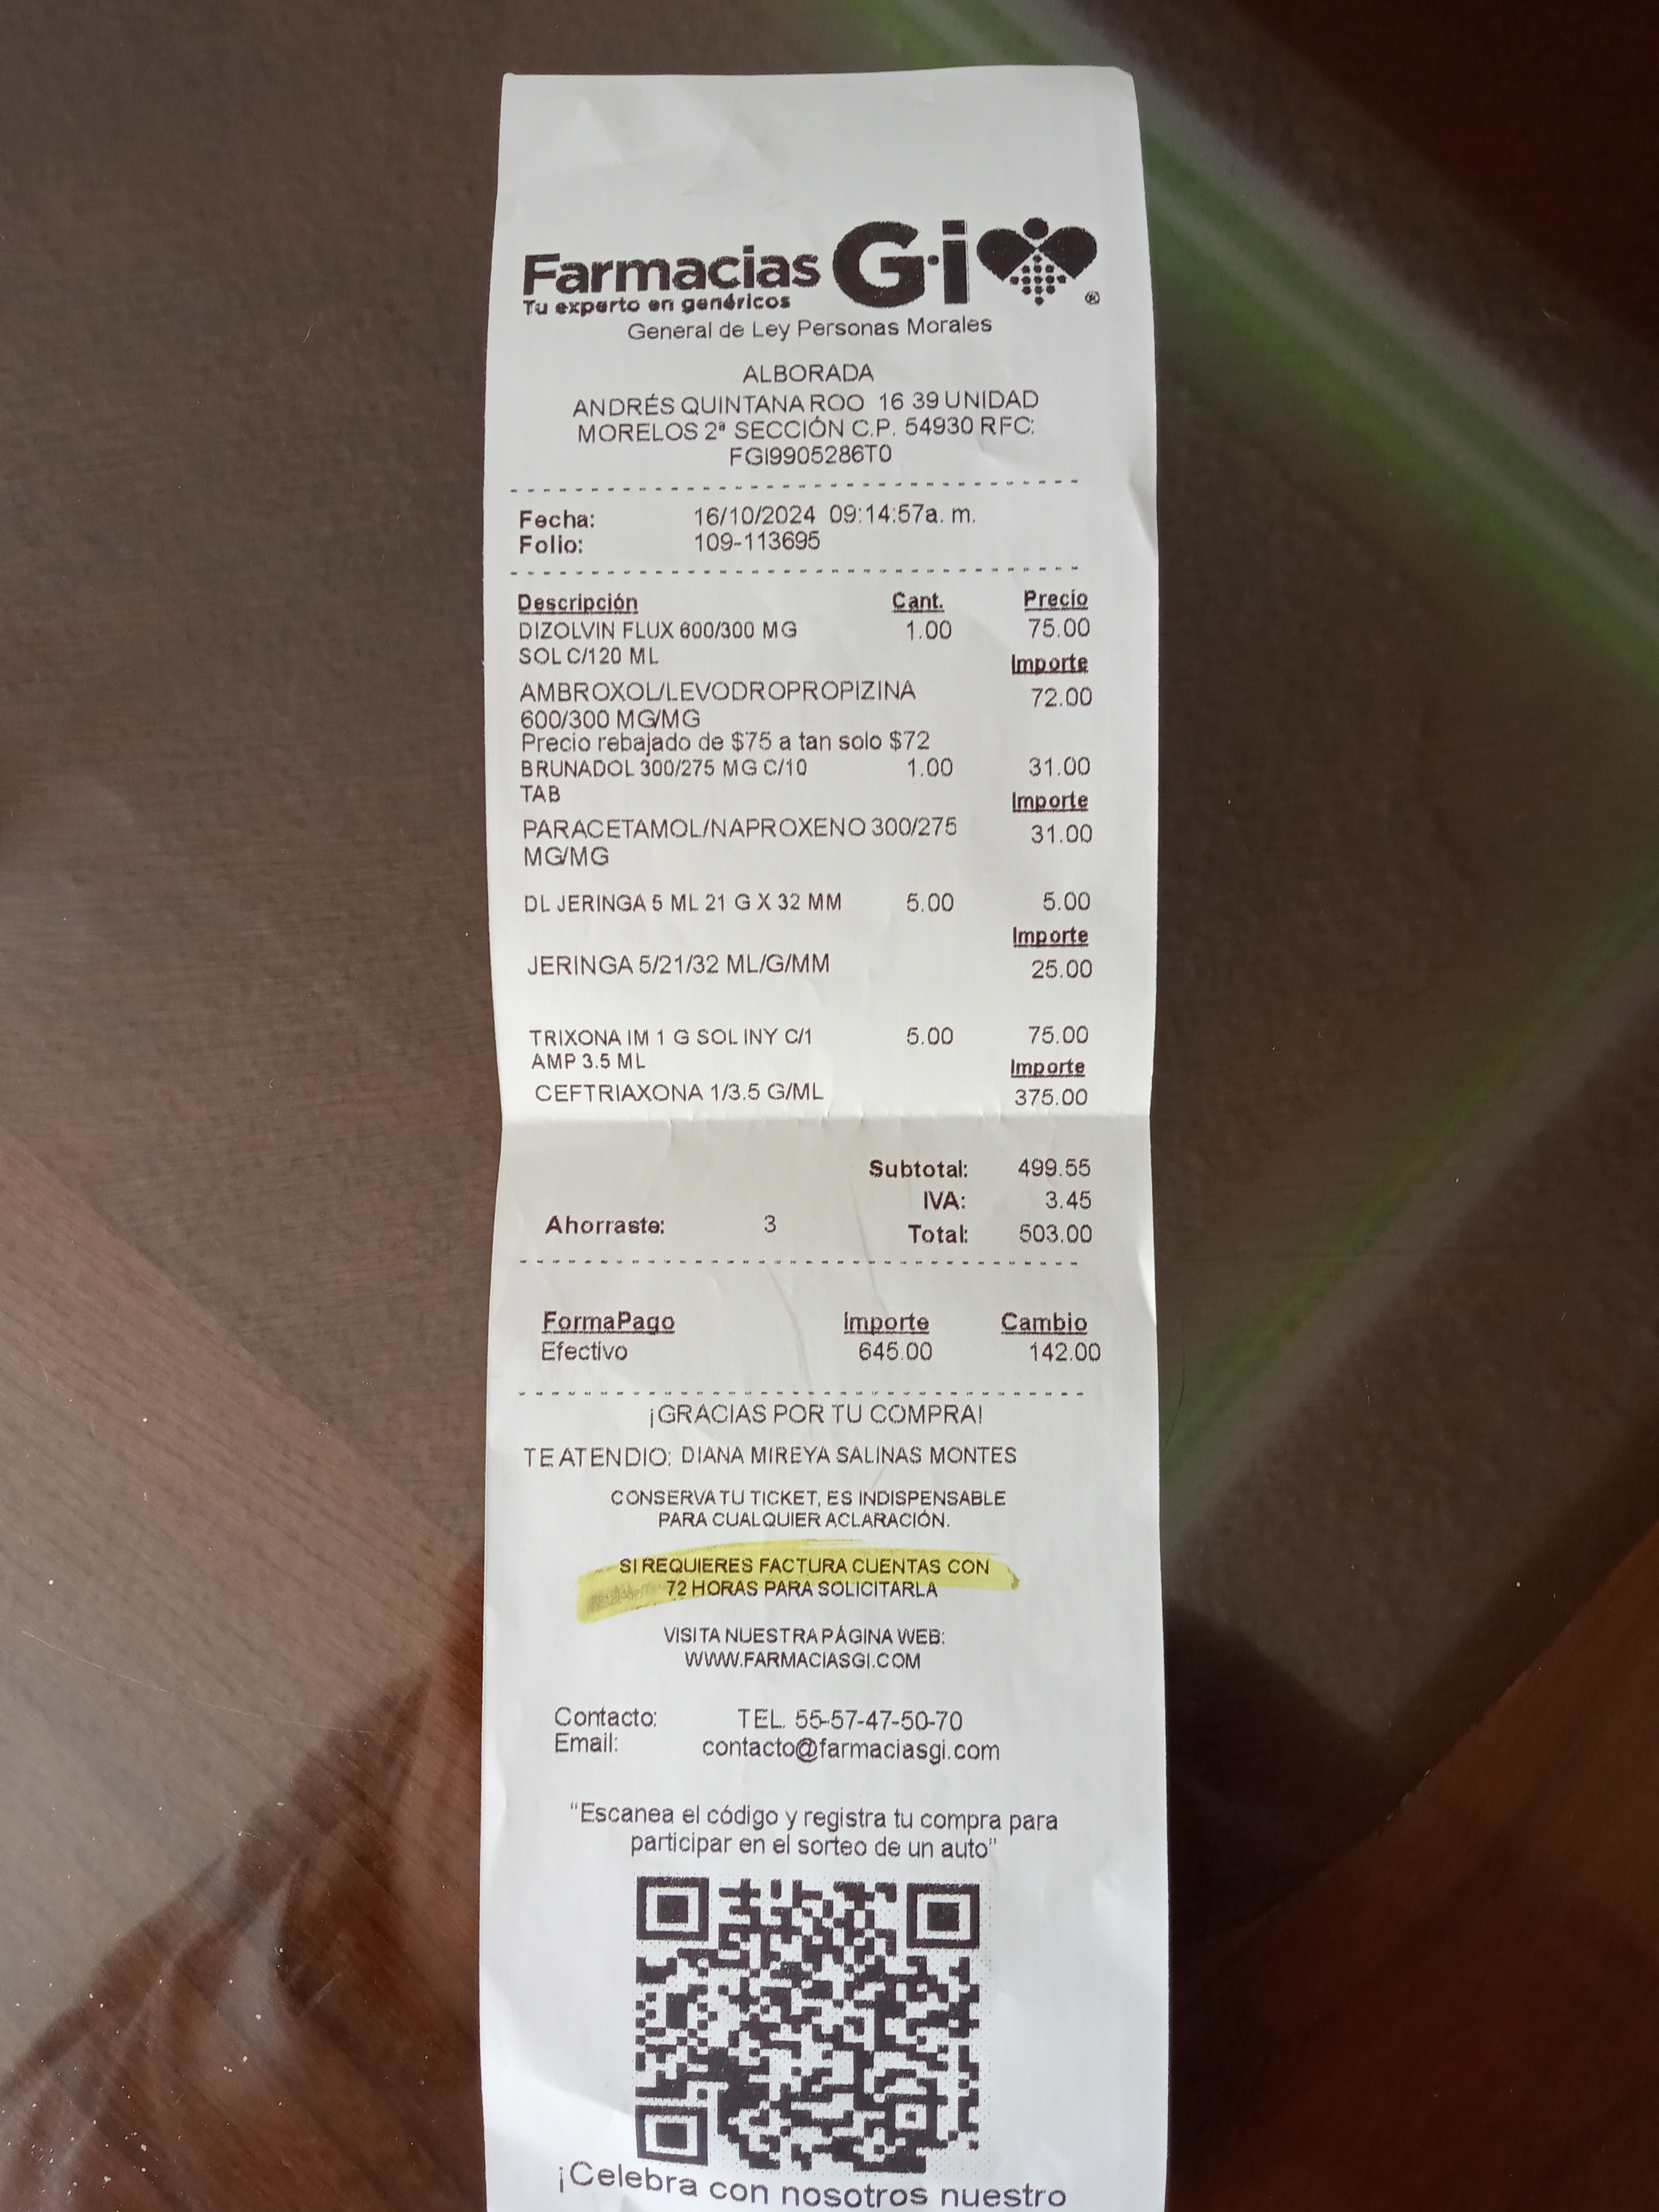 Farmacias Gi ®
Tu experto en genéricos
General de Ley Personas Morales
ALBORADA
ANDRÉS QUINTANA ROO 16 39 UNIDAD
MORELOS 2ª SECCIÓN C.P. 54930 RFC:
FGI9905286T0
Fecha: 16/10/2024 09:14:57a. m.
Folio: 109-113695
Descripción Cant. Precio
DIZOLVIN FLUX 600/300 MG 1.00 75.00
SOL C/120 ML Importe
AMBROXOL/LEVODROPROPIZINA 72.00
600/300 MG/MG
Precio rebajado de $75 a tan solo $72
BRUNADOL 300/275 MG C/10 1.00 31.00
TAB Importe
PARACETAMOL/NAPROXENO 300/275 31.00
MG/MG
DL JERINGA 5 ML 21 G X 32 MM 5.00 5.00
Importe
JERINGA 5/21/32 ML/G/MM 25.00
TRIXONA IM 1 G SOL INY C/1 5.00 75.00
AMP 3.5 ML Importe
CEFTRIAXONA 1/3.5 G/ML 375.00
Subtotal: 499.55
IVA: 3.45
Ahorraste: 3 Total: 503.00
FormaPago Importe Cambio
Efectivo 645.00 142.00
¡GRACIAS POR TU COMPRA!
TE ATENDIO: DIANA MIREYA SALINAS MONTES
CONSERVA TU TICKET, ES INDISPENSABLE
PARA CUALQUIER ACLARACIÓN.
SI REQUIERES FACTURA CUENTAS CON
72 HORAS PARA SOLICITARLA
VISITA NUESTRA PÁGINA WEB:
WWW.FARMACIASGI.COM
Contacto: TEL. 55-57-47-50-70
Email: contacto@farmaciasgi.com
"Escanea el código y registra tu compra para
participar en el sorteo de un auto"
¡Celebra con nosotros nuestro